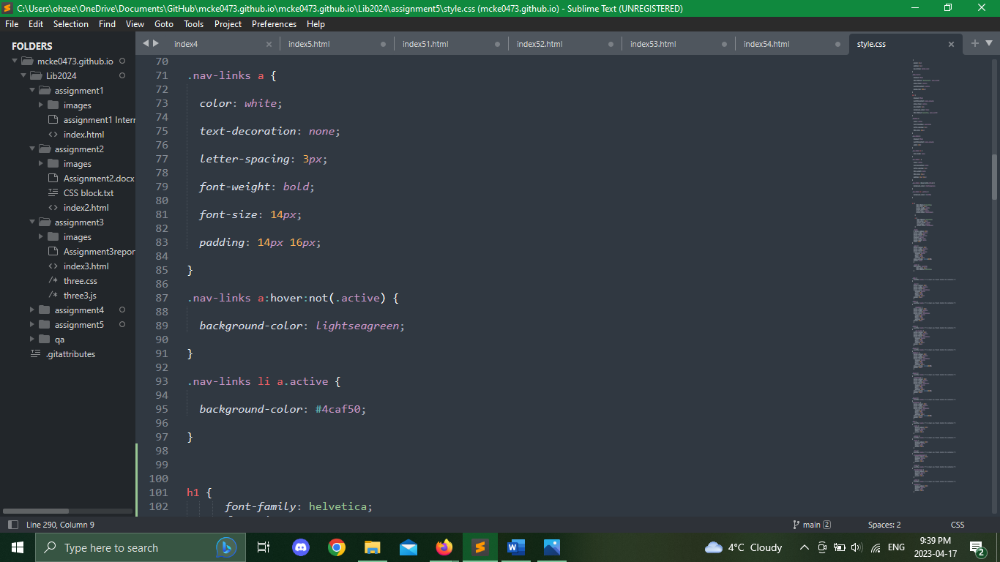 C:\Users\ohzee\OneDrive\Documents\GitHub\mcke0473.github.io\mcke0473.github.io\Lib2024\assignment5\style.css (mcke0473.github.io) - Sublime Text (UNREGISTERED)
File Edit Selection Find View Goto Tools Project Preferences Help
FOLDERS
mcke0473.github.io
Lib2024
assignment1
images
assignment1 Intern
index.html
assignment2
images
Assignment2.docx
CSS block.txt
index2.html
assignment3
images
Assignment3repor
index3.html
three.css
three3.js
assignment4
assignment5
qa
.gitattributes
index4 index5.html index51.html index52.html index53.html index54.html style.css
70
71 .nav-links a {
72
73 color: white;
74
75 text-decoration: none;
76
77 letter-spacing: 3px;
78
79 font-weight: bold;
80
81 font-size: 14px;
82
83 padding: 14px 16px;
84
85 }
86
87 .nav-links a:hover:not(.active) {
88
89 background-color: lightseagreen;
90
91 }
92
93 .nav-links li a.active {
94
95 background-color: #4caf50;
96
97 }
98
99
100
101 h1 {
102 font-family: helvetica;
Line 290, Column 9 main 2 Spaces: 2 CSS
Type here to search 4°C Cloudy ENG 9:39 PM
2023-04-17 2